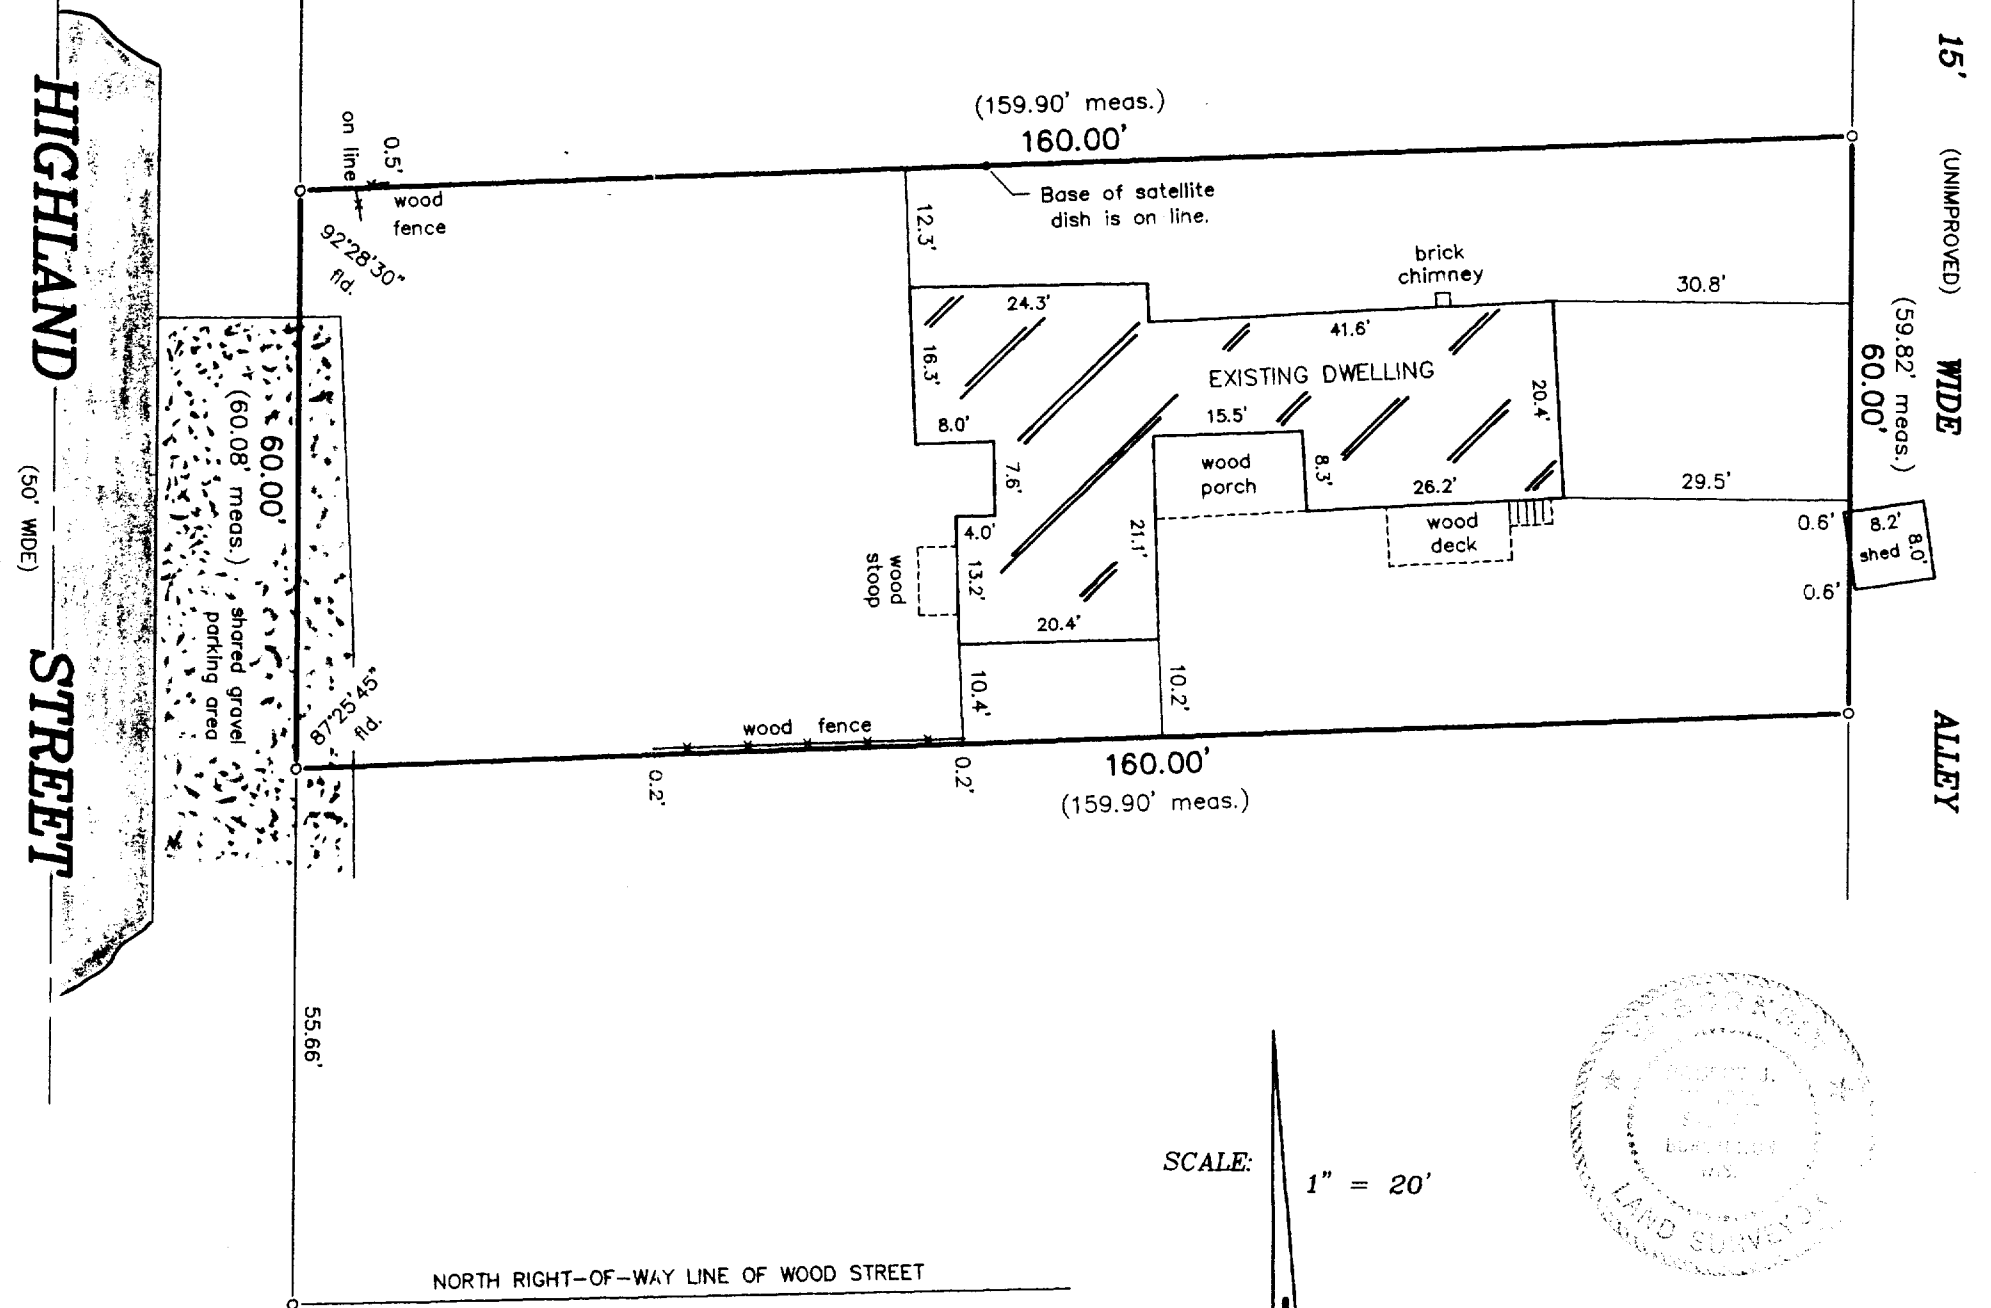 15'
(UNIMPROVED)
WIDE
ALLEY
(159.90' meas.)
160.00'
Base of satellite
dish is on line.
on line
0.5'
wood
fence
92°28'30"
fld.
HIGHLAND
STREET
(50' WIDE)
12.3'
brick
chimney
30.8'
24.3'
41.6'
16.3'
EXISTING DWELLING
20.4'
8.0'
15.5'
7.6'
wood
porch
8.3'
26.2'
29.5'
(59.82' meas.)
60.00'
4.0'
21.1'
wood
deck
0.6'
8.2'
8.0'
shed
0.6'
wood
stoop
13.2'
20.4'
60.00'
(60.08' meas.)
shared gravel
parking area
87°25'45"
fld.
10.4'
10.2'
wood fence
0.2'
0.2'
160.00'
(159.90' meas.)
55.66'
SCALE:
1" = 20'
LAND SURVEYOR
NORTH RIGHT-OF-WAY LINE OF WOOD STREET